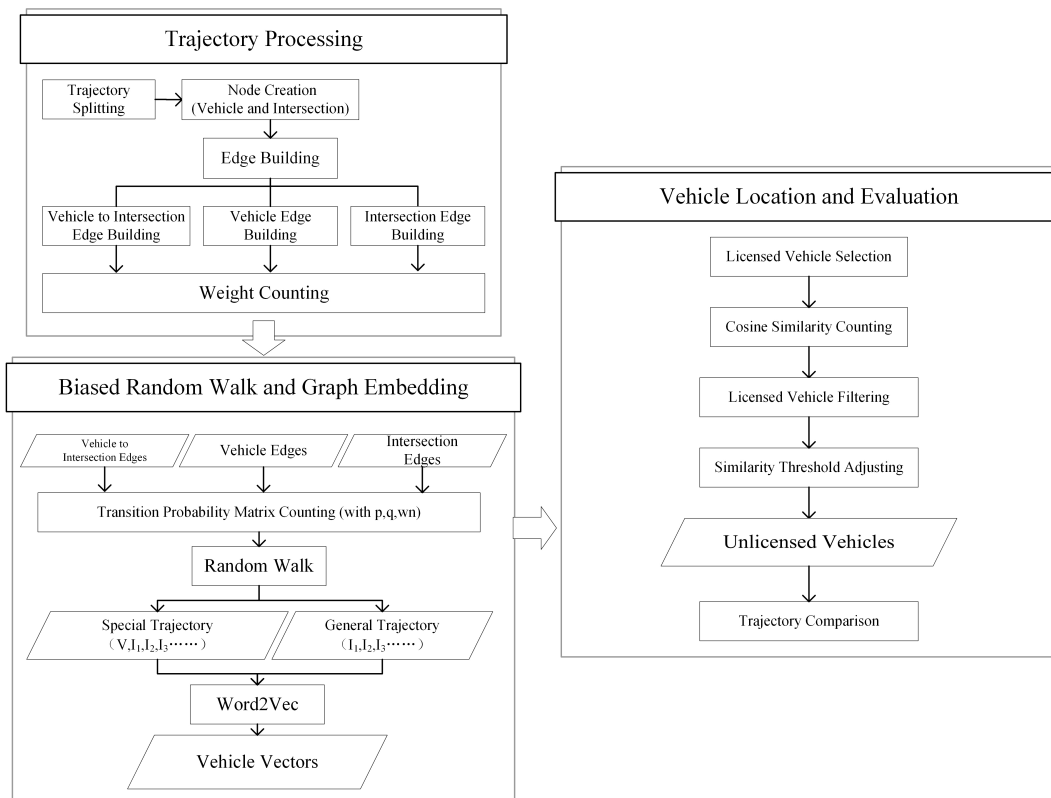 Trajectory Processing
Trajectory
Splitting
Node Creation
(Vehicle and Intersection)
Edge Building
Vehicle to Intersection
Edge Building
Vehicle Edge
Building
Intersection Edge
Building
Weight Counting
Biased Random Walk and Graph Embedding
Vehicle to
Intersection Edges
Vehicle Edges
Intersection
Edges
Transition Probability Matrix Counting (with p,q,wn)
Random Walk
Special Trajectory
（V,I₁,I₂,I₃……）
General Trajectory
（I₁,I₂,I₃……）
Word2Vec
Vehicle Vectors
Vehicle Location and Evaluation
Licensed Vehicle Selection
Cosine Similarity Counting
Licensed Vehicle Filtering
Similarity Threshold Adjusting
Unlicensed Vehicles
Trajectory Comparison